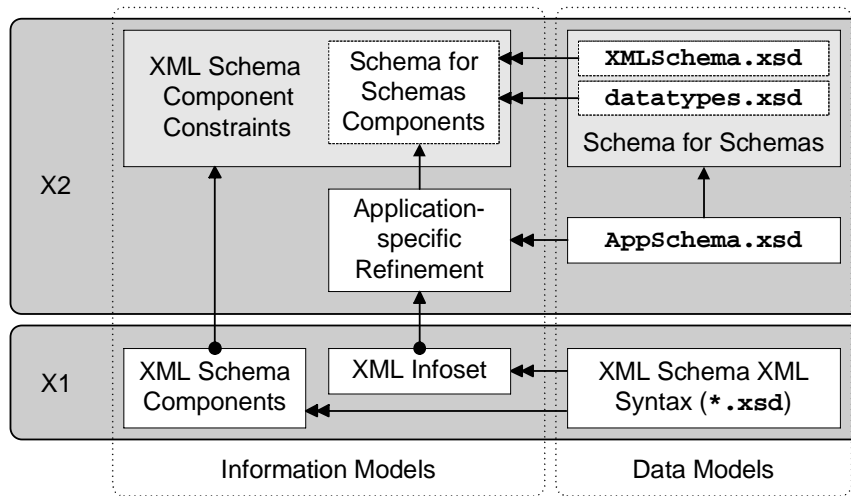 X2
XML Schema
Component
Constraints
Schema for
Schemas
Components
XMLSchema.xsd
datatypes.xsd
Schema for Schemas
Application-
specific
Refinement
AppSchema.xsd
X1
XML Schema
Components
XML Infoset
XML Schema XML
Syntax (*.xsd)
Information Models
Data Models